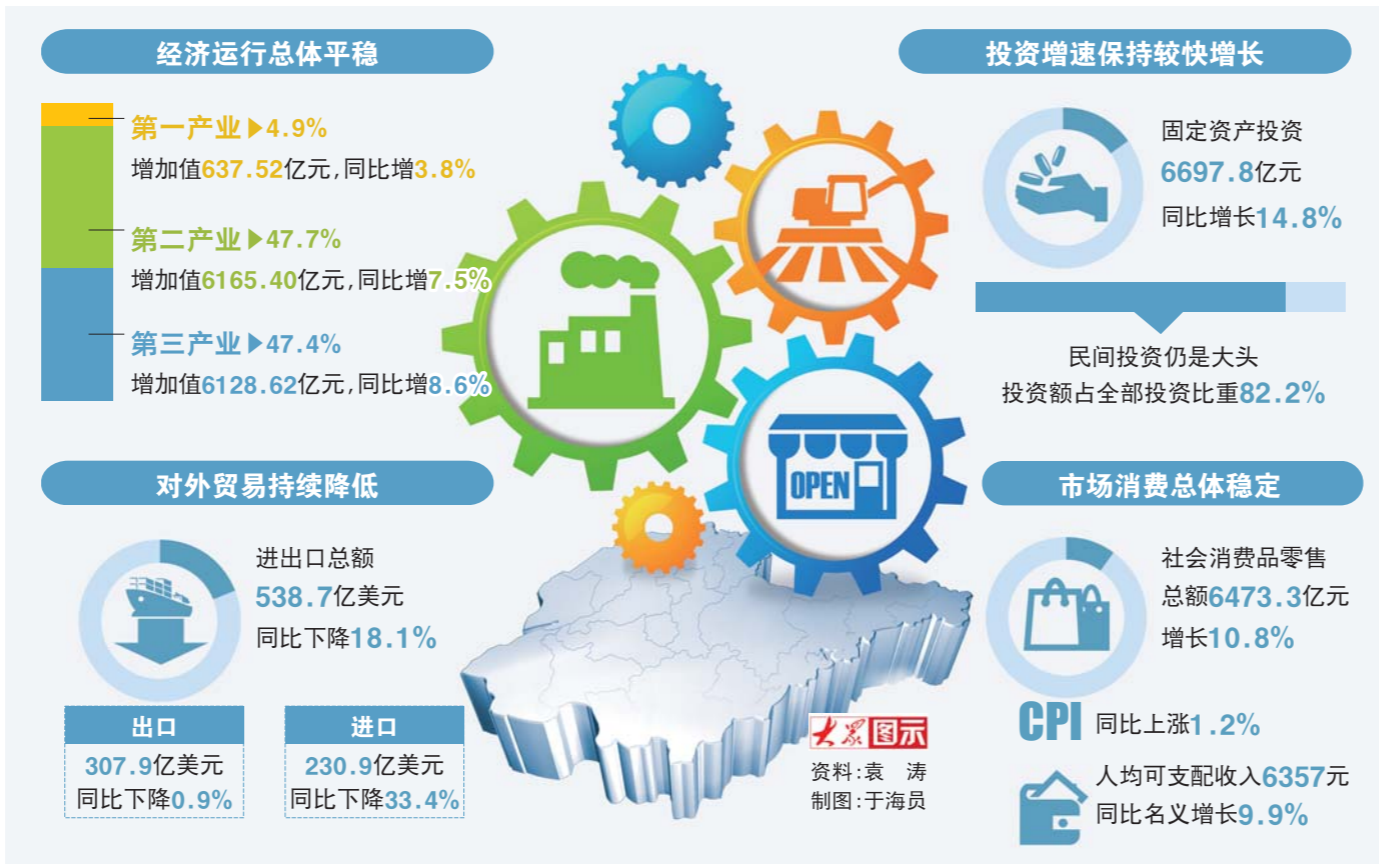 经济运行总体平稳
第一产业▶4.9%
增加值637.52亿元,同比增3.8%
第二产业▶47.7%
增加值6165.40亿元,同比增7.5%
第三产业▶47.4%
增加值6128.62亿元,同比增8.6%
投资增速保持较快增长
固定资产投资
6697.8亿元
同比增长14.8%
民间投资仍是大头
投资额占全部投资比重82.2%
OPEN
对外贸易持续降低
进出口总额
538.7亿美元
同比下降18.1%
出口
307.9亿美元
同比下降0.9%
进口
230.9亿美元
同比下降33.4%
市场消费总体稳定
社会消费品零售
总额6473.3亿元
增长10.8%
CPI 同比上涨1.2%
人均可支配收入6357元
同比名义增长9.9%
大众图示
资料:袁 涛
制图:于海员